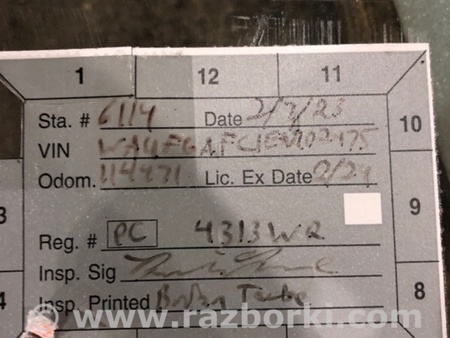 1 12 11
Sta. # 6114 Date 2/7/23
10
VIN
Odom. 114971 Lic. Ex Date 2/24
3 9
Reg. # PC 4313WR
Insp. Sig
4 Insp. Printed 8
www.razborki.com